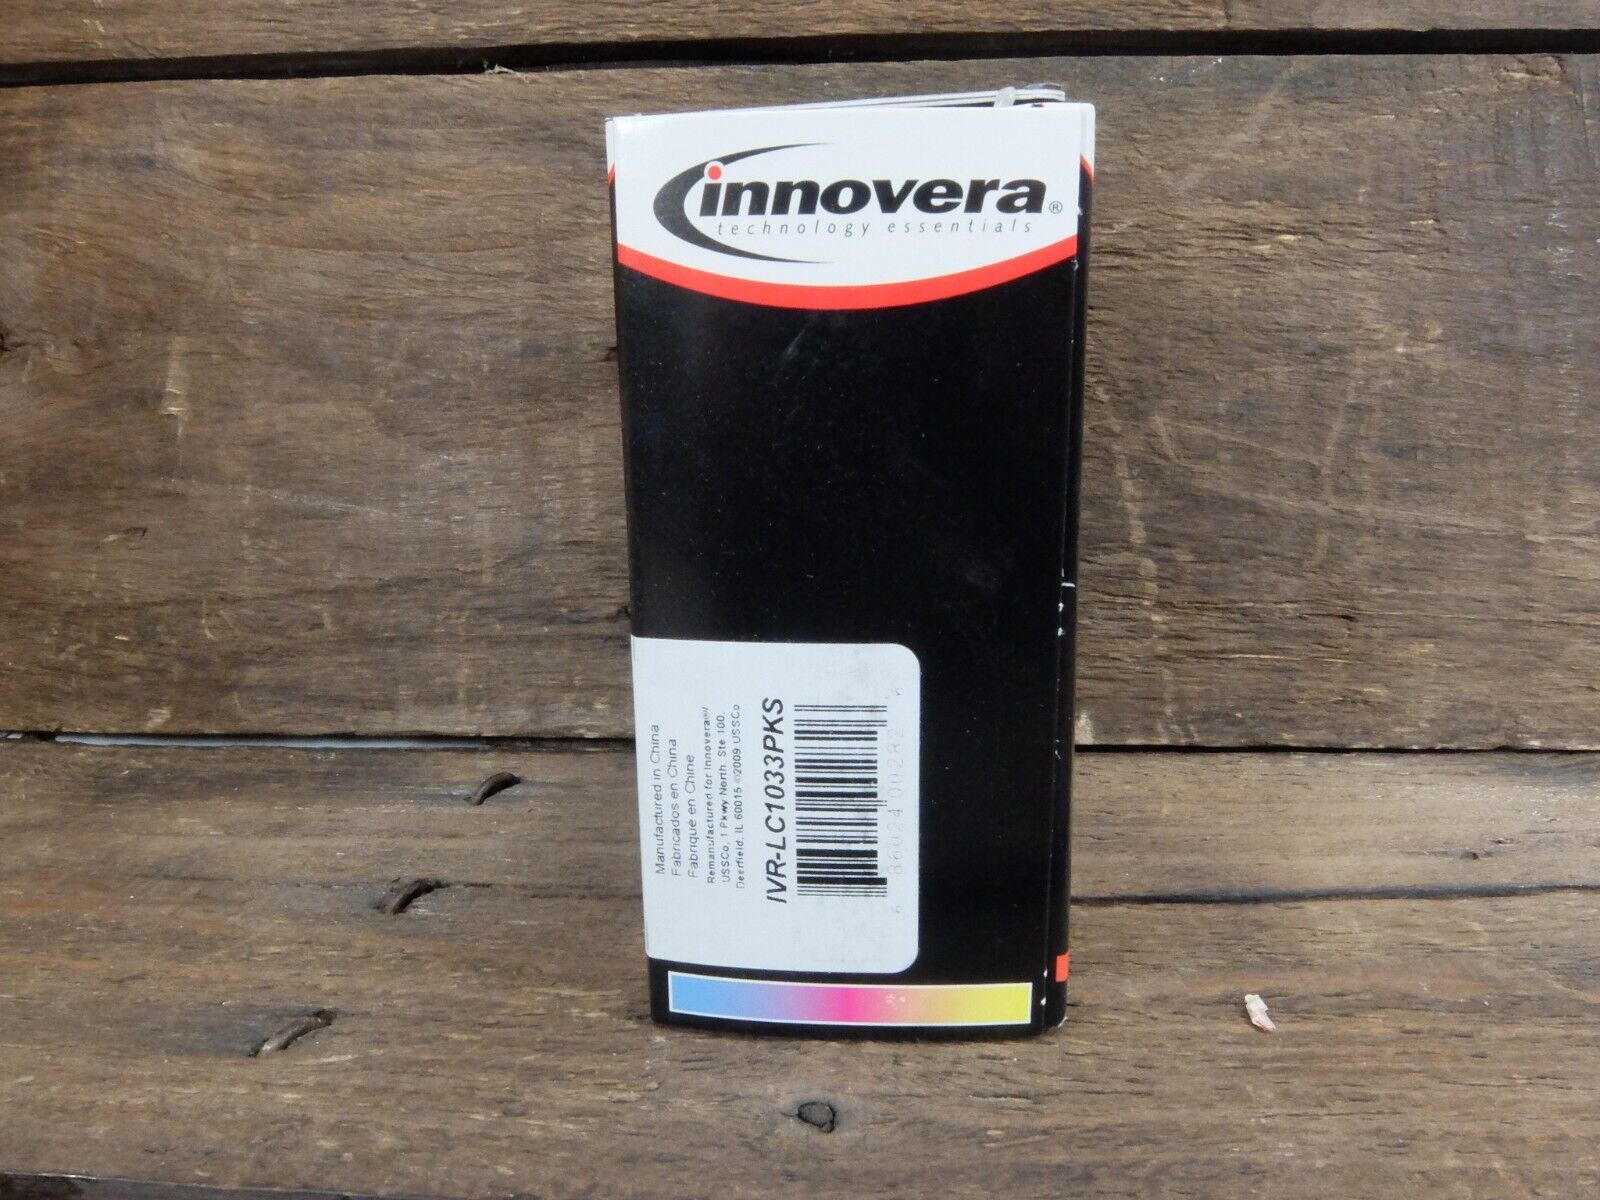 innovera®
technology essentials
Manufactured in China
Fabricados en China
Fabriqué en Chine
Remanufactured for Innovera®/
USSCo, 1 Pkwy North. Ste 100,
Deerfield, IL 60015 ©2009 USSCo
IVR-LC1033PKS